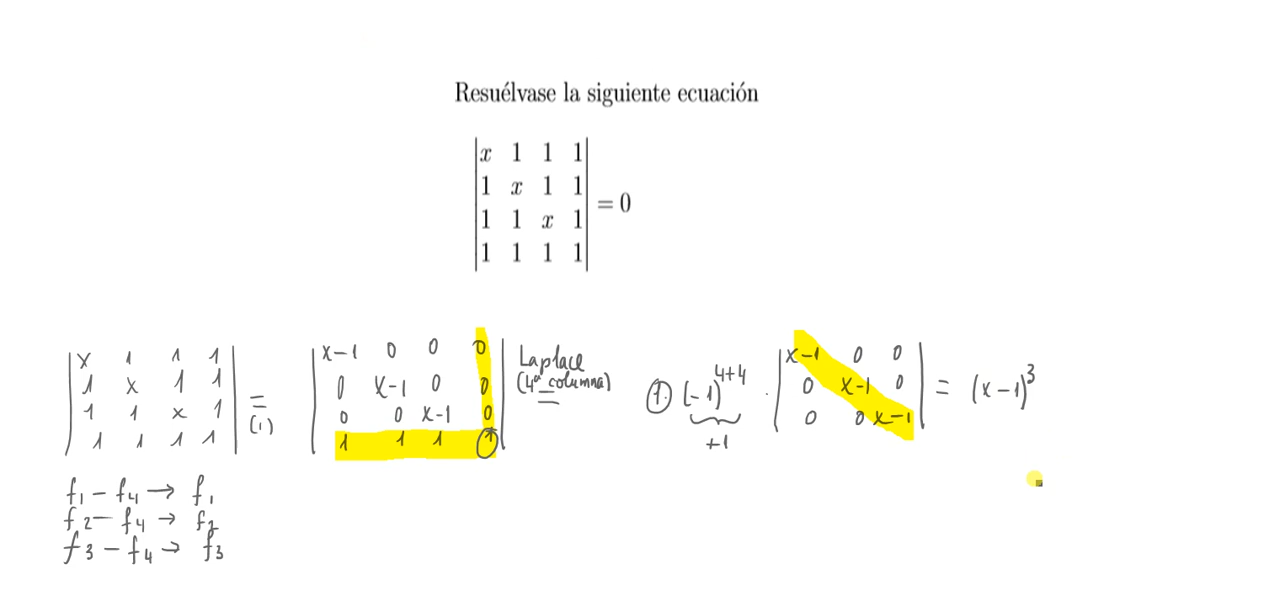 Resuélvase la siguiente ecuación
|x 1 1 1|
|1 x 1 1|
|1 1 x 1| = 0
|1 1 1 1|
|x 1 1 1| |x-1 0 0 0| Laplace ① (-1)^{4+4} · |x-1 0 0| = (x-1)^3
|1 x 1 1| = |0 x-1 0 0| (4ª columna) |0 x-1 0|
|1 1 x 1| (1) |0 0 x-1 0| +1 |0 0 x-1|
|1 1 1 1| |1 1 1 1|
f₁ - f₄ → f₁
f₂ - f₄ → f₂
f₃ - f₄ → f₃